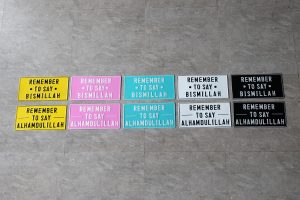 REMEMBER REMEMBER REMEMBER REMEMBER REMEMBER
• TO SAY • • TO SAY • • TO SAY • • TO SAY • • TO SAY •
BISMILLAH BISMILLAH BISMILLAH BISMILLAH BISMILLAH
REMEMBER REMEMBER REMEMBER REMEMBER REMEMBER
TO SAY TO SAY TO SAY TO SAY TO SAY
ALHAMDULILLAH ALHAMDULILLAH ALHAMDULILLAH ALHAMDULILLAH ALHAMDULILLAH